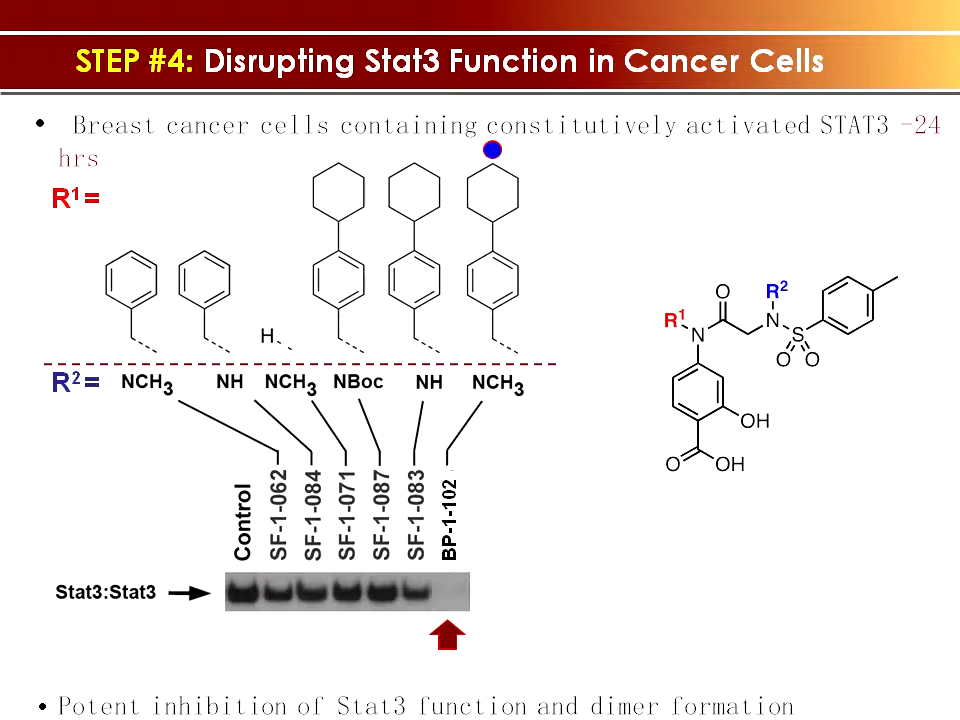 STEP #4: Disrupting Stat3 Function in Cancer Cells
• Breast cancer cells containing constitutively activated STAT3 -24
hrs
R1 =
H
R2 =
NCH3 NH NCH3 NBoc NH NCH3
Control SF-1-062 SF-1-084 SF-1-071 SF-1-087 SF-1-083 BP-1-102
Stat3:Stat3
O R2
R1 N N S
O O
OH
O OH
• Potent inhibition of Stat3 function and dimer formation